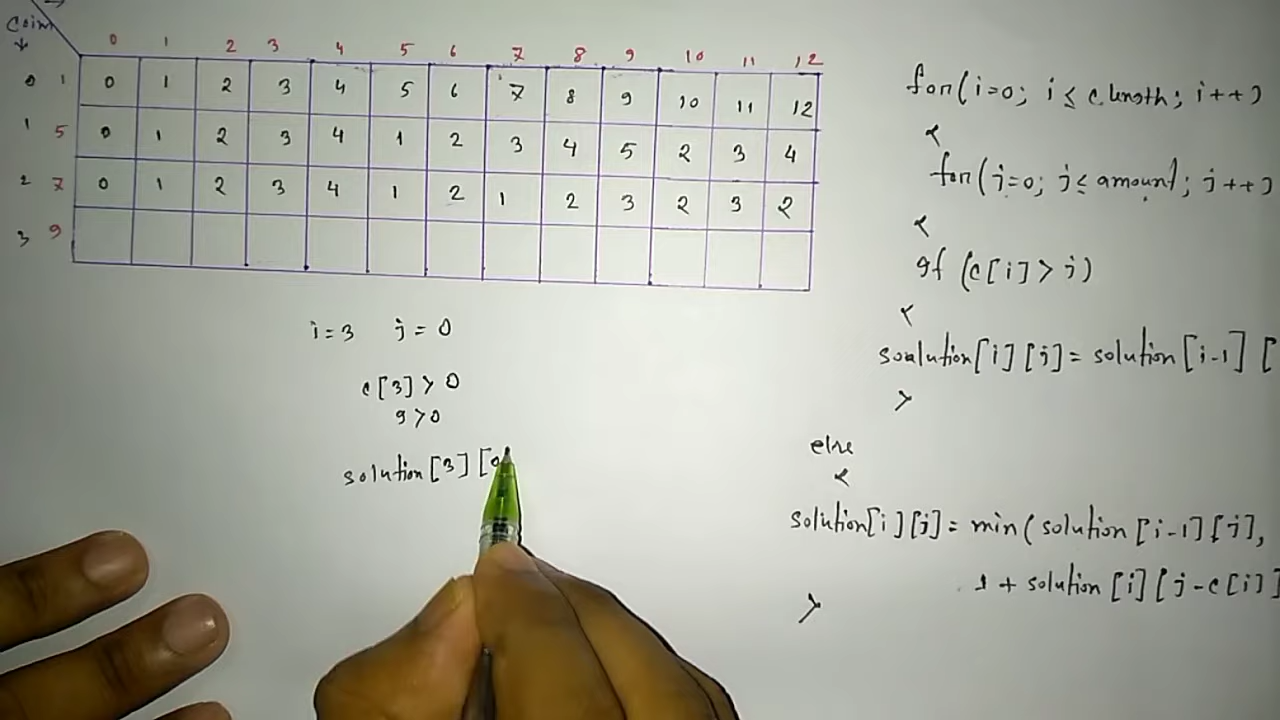 Coin
0 1 2 3 4 5 6 7 8 9 10 11 12
0 1 0 1 2 3 4 5 6 7 8 9 10 11 12
1 5 0 1 2 3 4 1 2 3 4 5 2 3 4
2 7 0 1 2 3 4 1 2 1 2 3 2 3 2
3 9
i=3 j=0
c[3] > 0
9>0
solution[3][0
for(i=0; i≤c.length; i++)
{
for(j=0; j≤amount; j++)
{
if (c[i]>j)
{
soalution[i][j]= solution[i-1][
}
else
{
solution[i][j]= min(solution[i-1][j],
1+solution[i][j-c[i]]
}